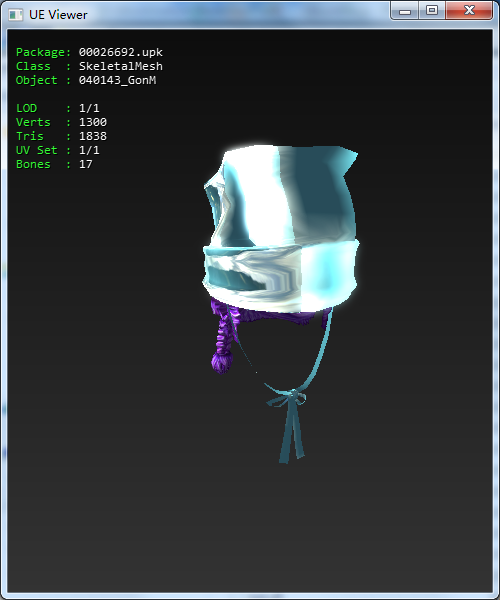 UE Viewer
Package: 00026692.upk
Class : SkeletalMesh
Object : 040143_GonM
LOD : 1/1
Verts : 1300
Tris : 1838
UV Set : 1/1
Bones : 17